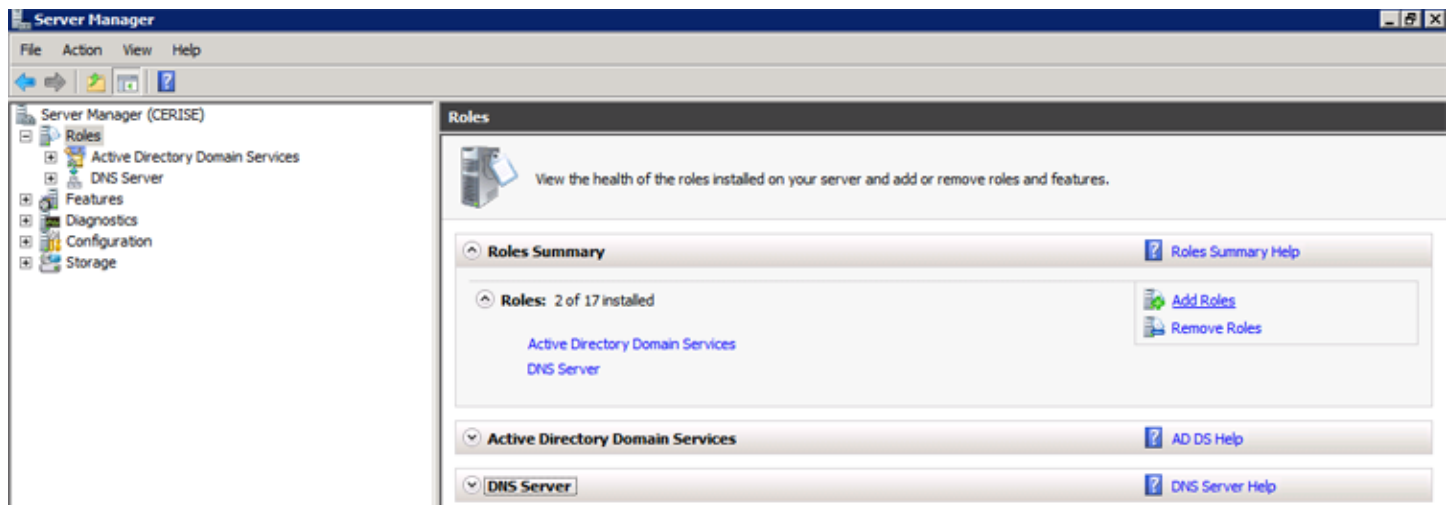 Server Manager
File Action View Help
Server Manager (CERISE)
Roles
Active Directory Domain Services
DNS Server
Features
Diagnostics
Configuration
Storage
Roles
View the health of the roles installed on your server and add or remove roles and features.
Roles Summary
Roles Summary Help
Roles: 2 of 17 installed
Add Roles
Remove Roles
Active Directory Domain Services
DNS Server
Active Directory Domain Services
AD DS Help
DNS Server
DNS Server Help